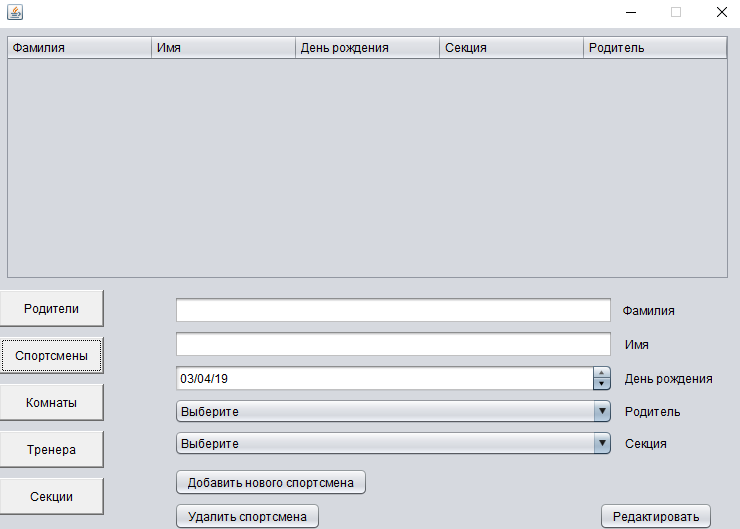 Фамилия Имя День рождения Секция Родитель
Родители
Спортсмены
Комнаты
Тренера
Секции
Фамилия
Имя
03/04/19 День рождения
Выберите Родитель
Выберите Секция
Добавить нового спортсмена
Удалить спортсмена Редактировать